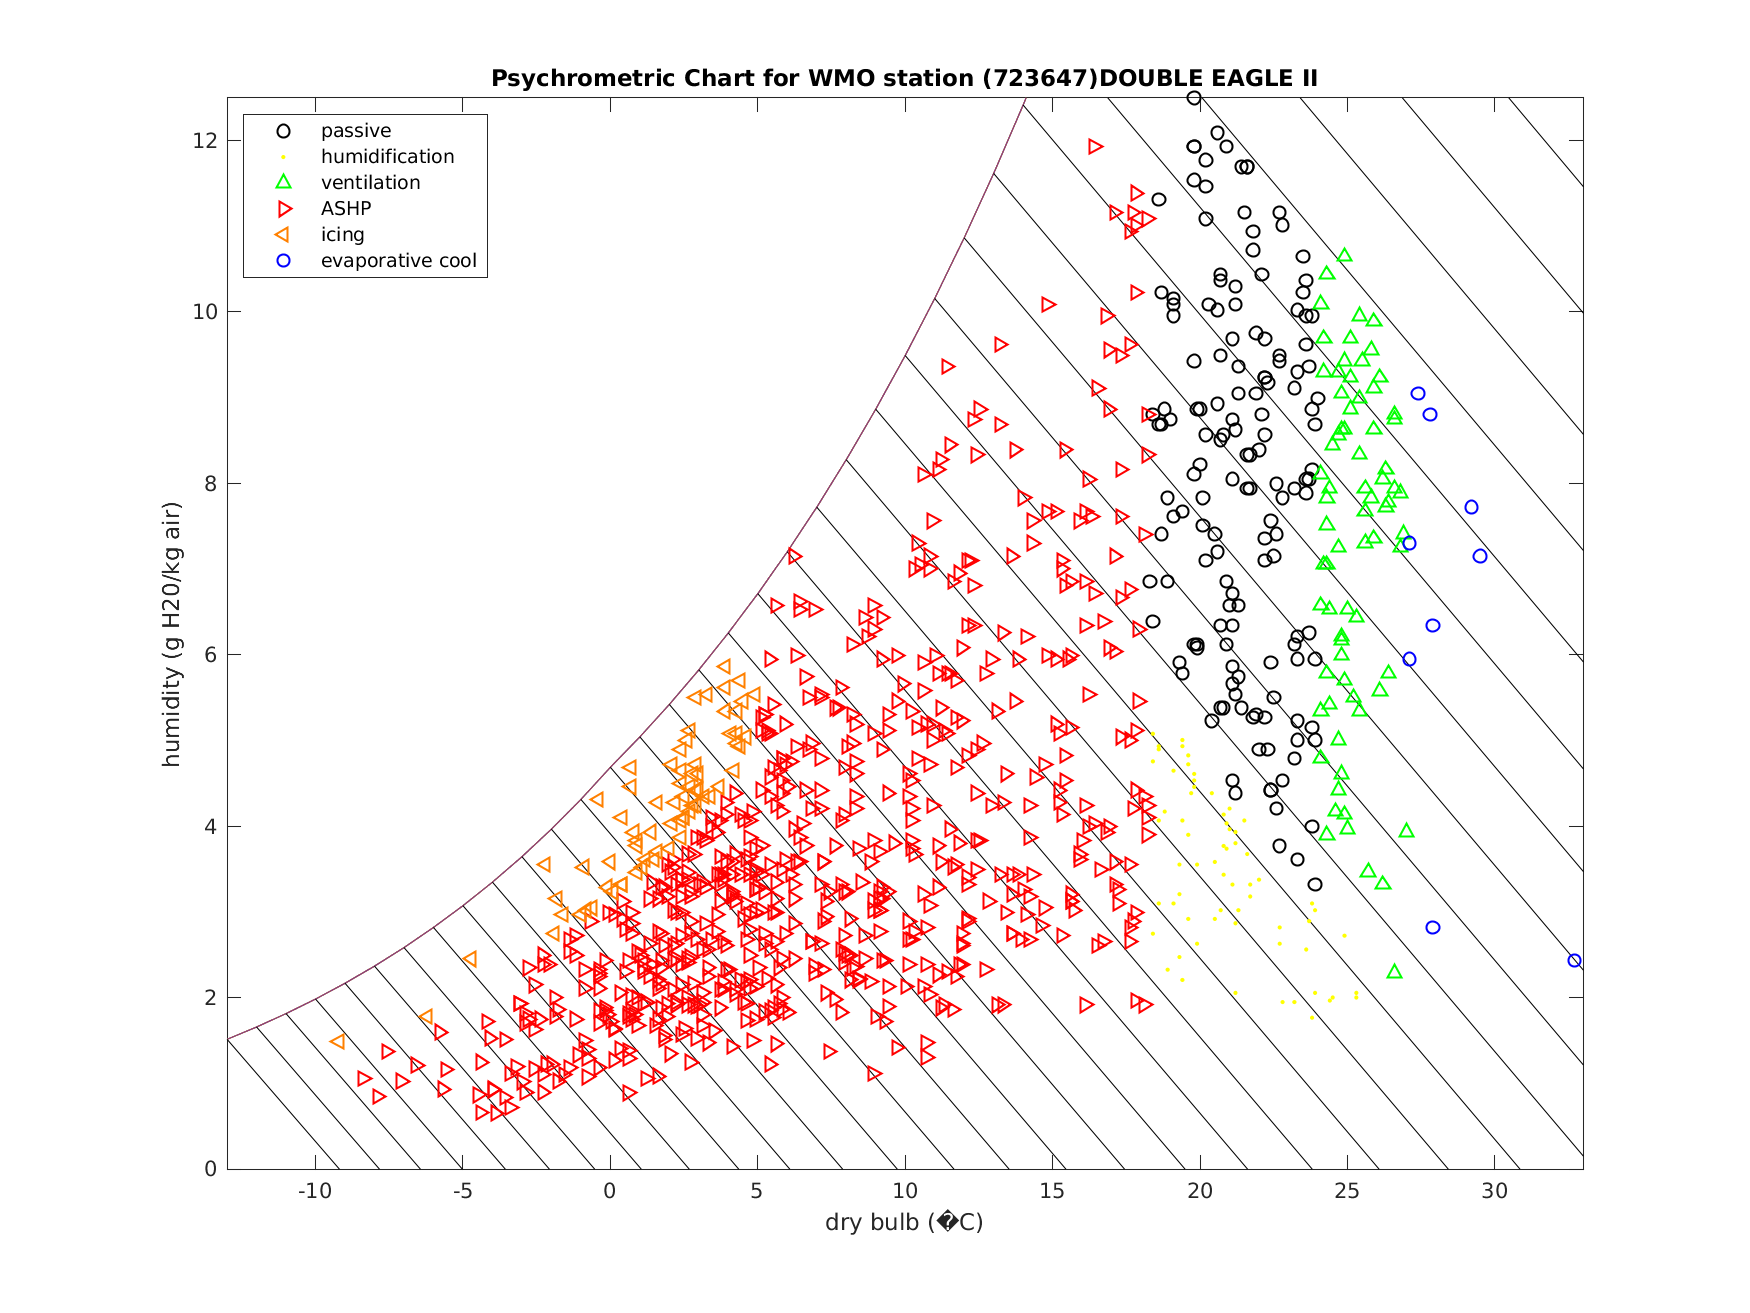 Psychrometric Chart for WMO station (723647)DOUBLE EAGLE II
passive
humidification
ventilation
ASHP
icing
evaporative cool
humidity (g H20/kg air)
12
10
8
6
4
2
0
-10 -5 0 5 10 15 20 25 30
dry bulb (�C)